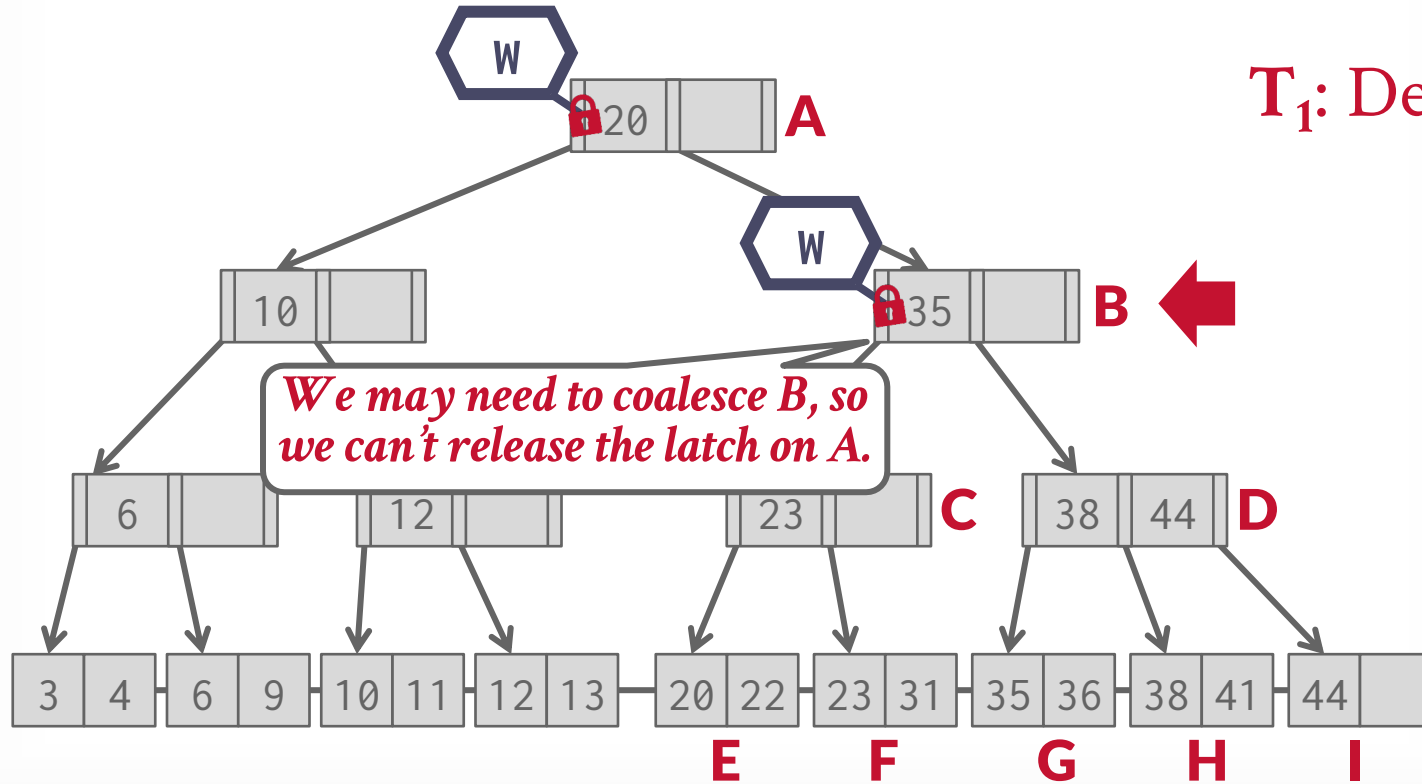 W
20 A
T1: De
W
10
35 B
We may need to coalesce B, so
we can't release the latch on A.
6
12
23 C
38 44 D
3 4 6 9 10 11 12 13 20 22 23 31 35 36 38 41 44
E F G H I